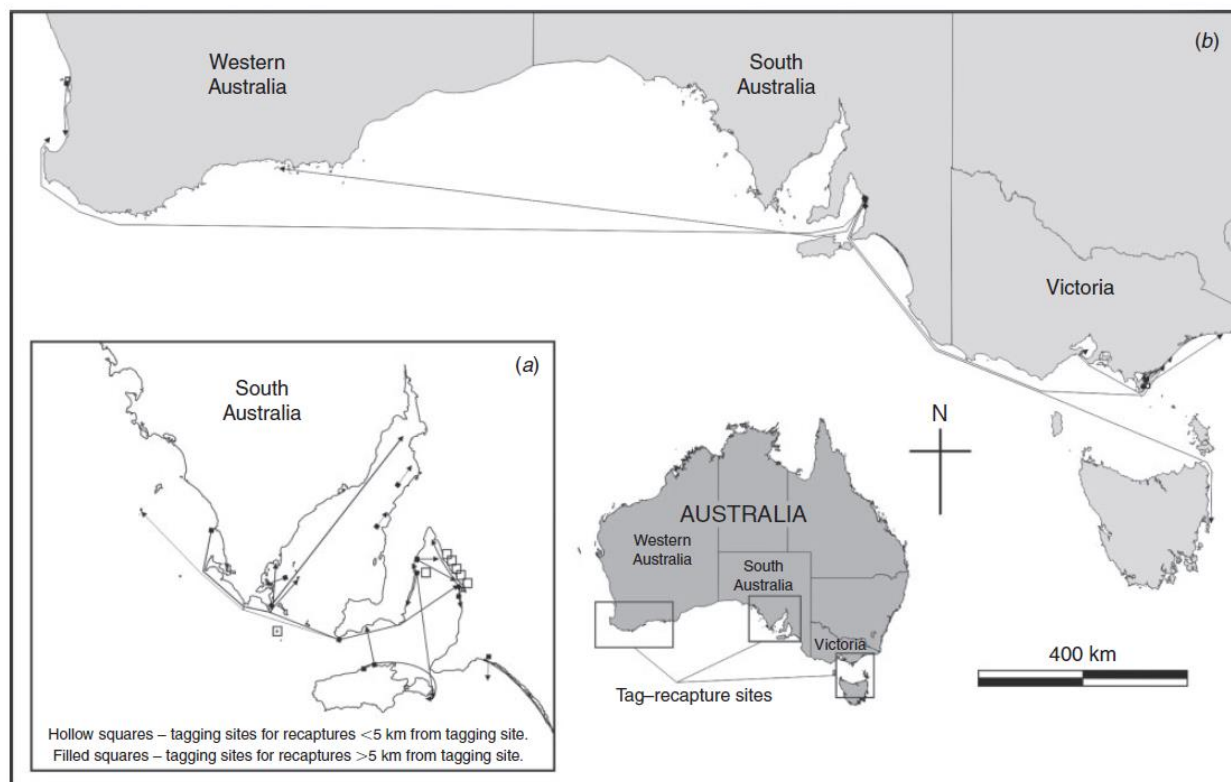 (b)
Western
Australia
South
Australia
Victoria
(a)
South
Australia
Hollow squares – tagging sites for recaptures <5 km from tagging site.
Filled squares – tagging sites for recaptures >5 km from tagging site.
N
AUSTRALIA
Western
Australia
South
Australia
Victoria
Tag–recapture sites
400 km